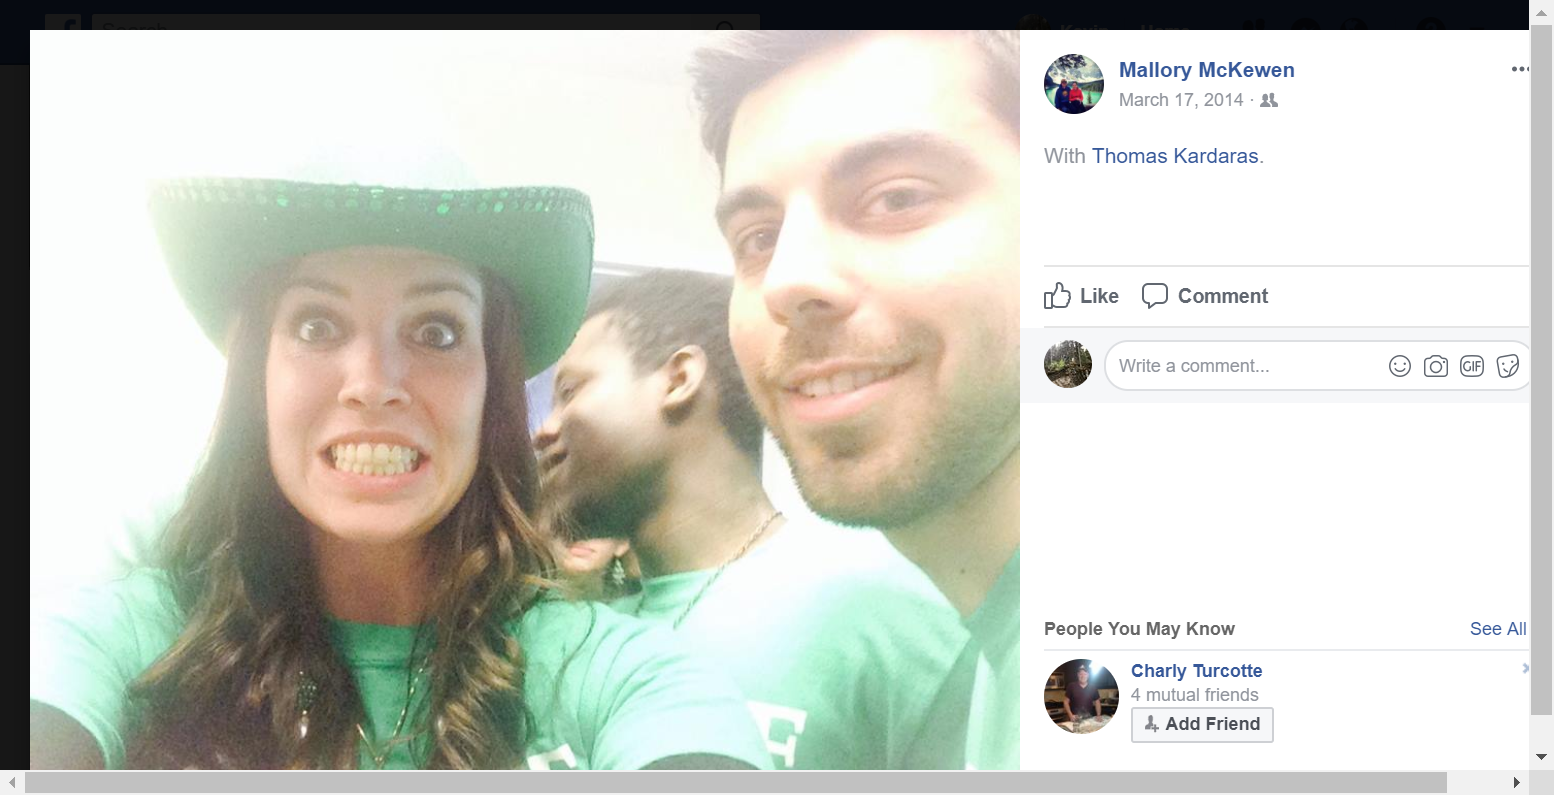 Search
Mallory McKewen
March 17, 2014 ·
With Thomas Kardaras.
Like Comment
Write a comment...
GIF
People You May Know
See All
Charly Turcotte
4 mutual friends
Add Friend
E